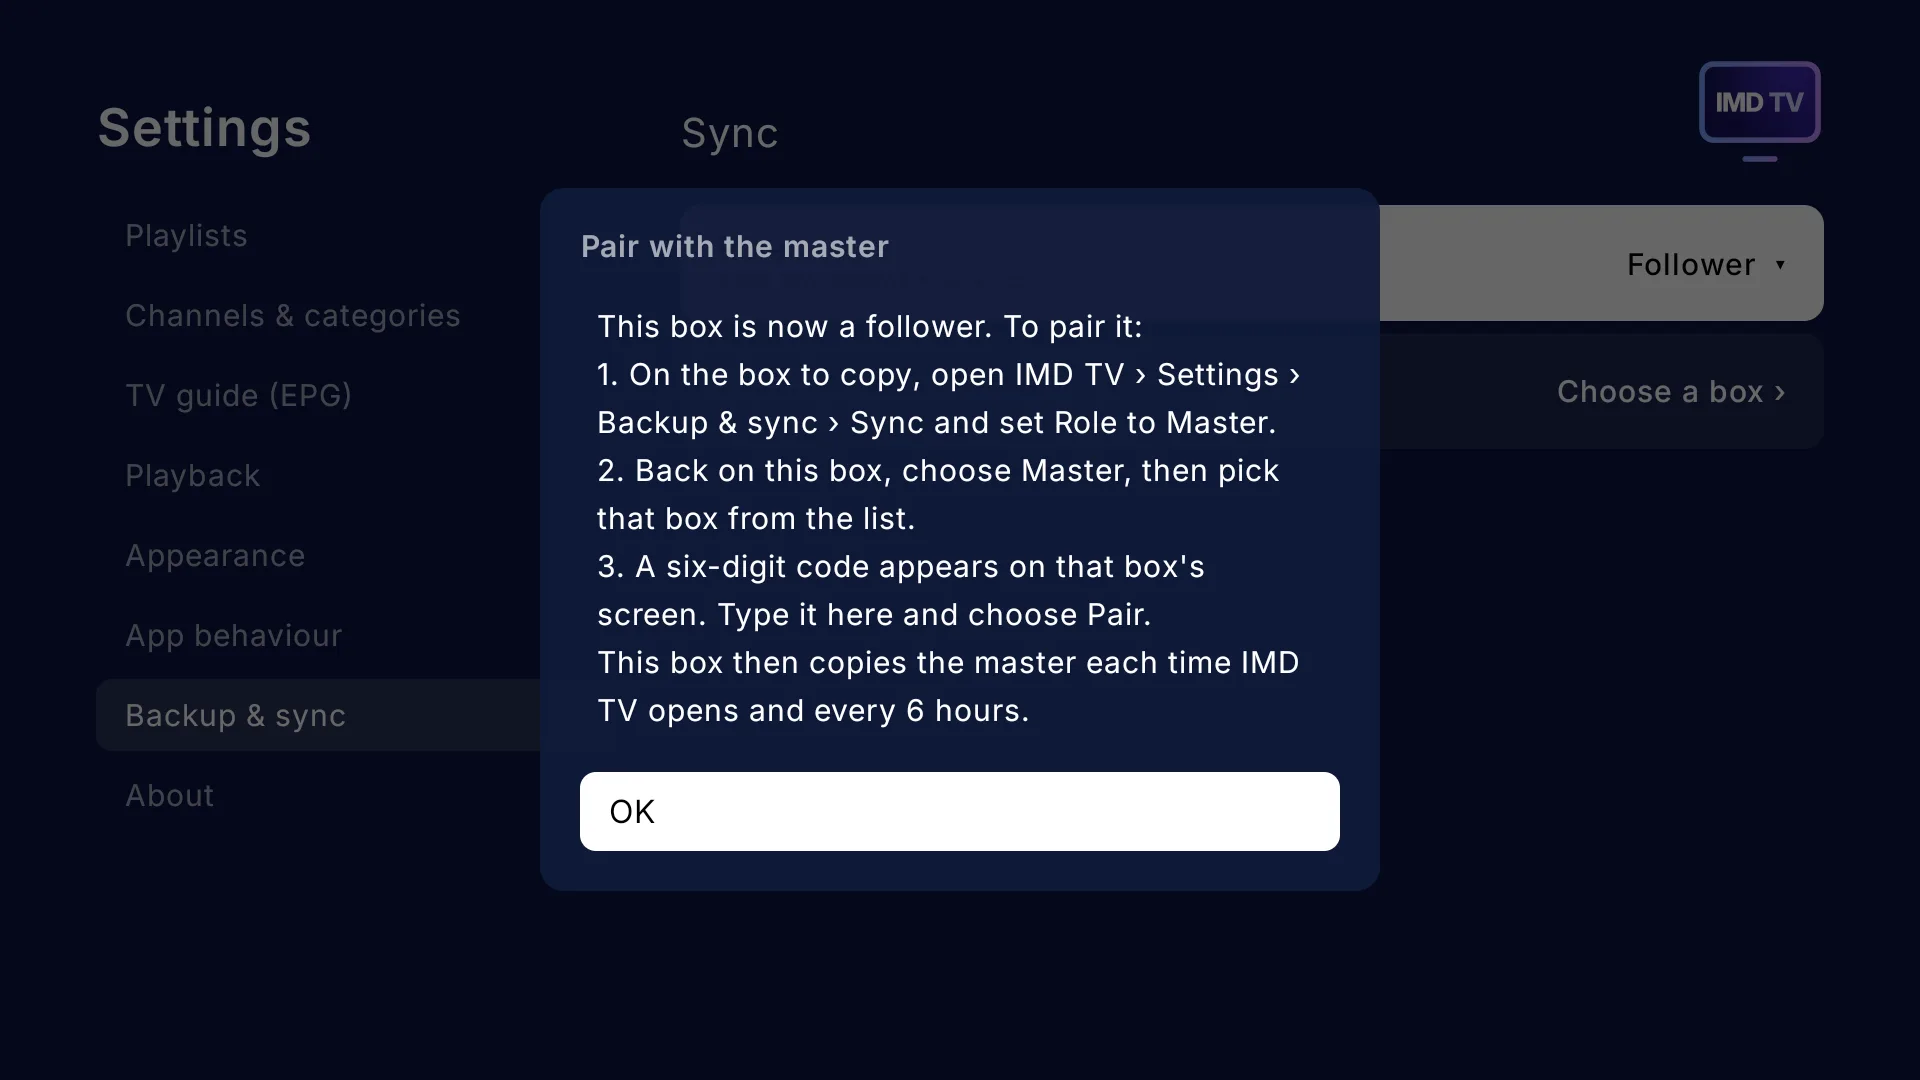 Settings
Sync
IMD TV
Playlists
Channels & categories
TV guide (EPG)
Playback
Appearance
App behaviour
Backup & sync
About
Follower ▾
Choose a box ›
Pair with the master
This box is now a follower. To pair it:
1. On the box to copy, open IMD TV › Settings ›
Backup & sync › Sync and set Role to Master.
2. Back on this box, choose Master, then pick
that box from the list.
3. A six-digit code appears on that box's
screen. Type it here and choose Pair.
This box then copies the master each time IMD
TV opens and every 6 hours.
OK